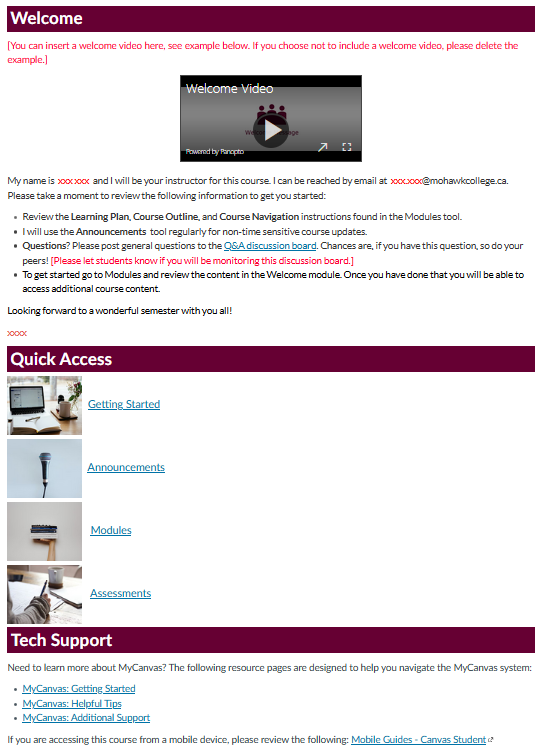 Welcome
[You can insert a welcome video here, see example below. If you choose not to include a welcome video, please delete the
example.]
Welcome Video
Powered by Panopto
My name is xxx xxx and I will be your instructor for this course. I can be reached by email at xxx.xxx@mohawkcollege.ca.
Please take a moment to review the following information to get you started:
• Review the Learning Plan, Course Outline, and Course Navigation instructions found in the Modules tool.
• I will use the Announcements tool regularly for non-time sensitive course updates.
• Questions? Please post general questions to the Q&A discussion board. Chances are, if you have this question, so do your
peers! [Please let students know if you will be monitoring this discussion board.]
• To get started go to Modules and review the content in the Welcome module. Once you have done that you will be able to
access additional course content.
Looking forward to a wonderful semester with you all!
xxxx
Quick Access
Getting Started
Announcements
Modules
Assessments
Tech Support
Need to learn more about MyCanvas? The following resource pages are designed to help you navigate the MyCanvas system:
• MyCanvas: Getting Started
• MyCanvas: Helpful Tips
• MyCanvas: Additional Support
If you are accessing this course from a mobile device, please review the following: Mobile Guides - Canvas Student